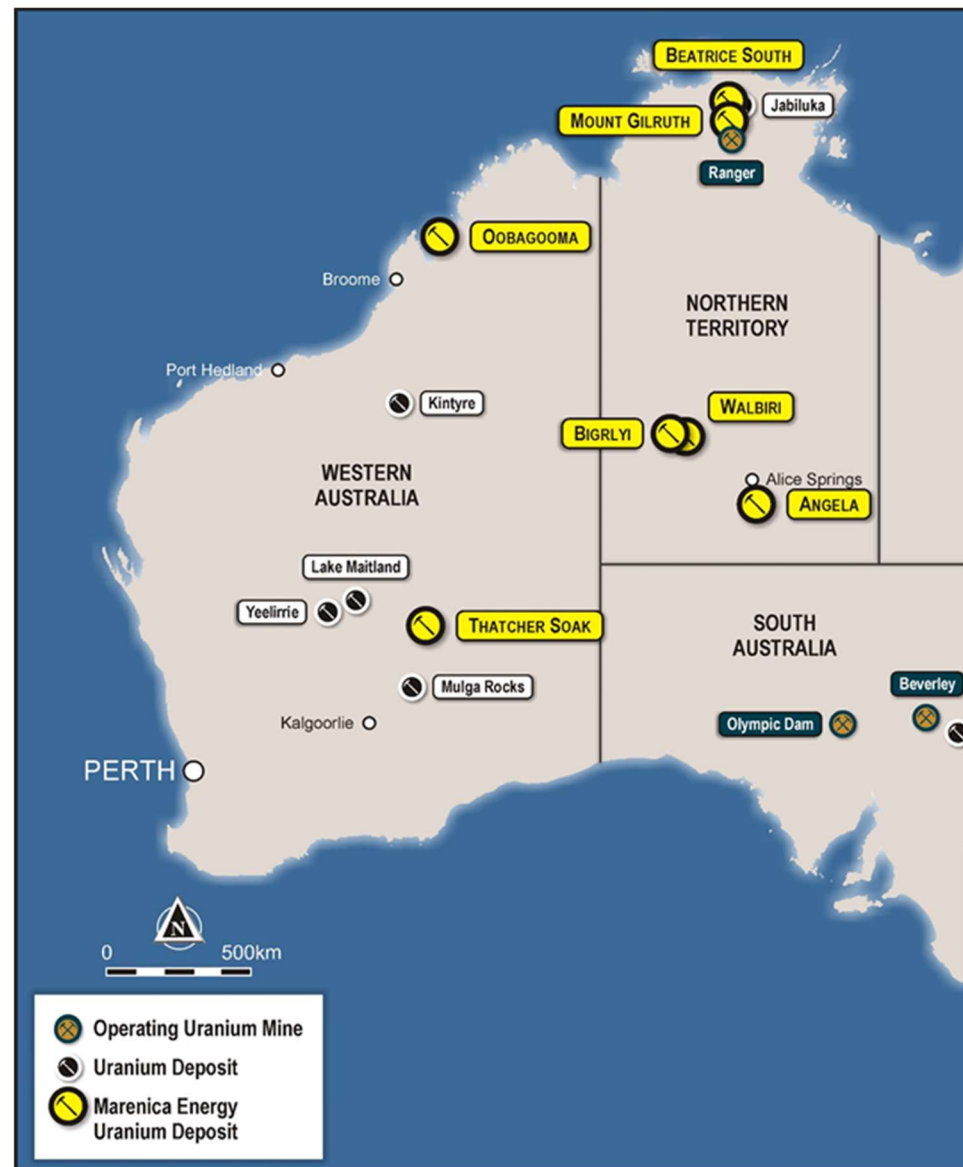 BEATRICE SOUTH
Jabiluka
MOUNT GILRUTH
Ranger
OOBAGOOMA
Broome
NORTHERN
TERRITORY
Port Hedland
Kintyre
WALBIRI
BIGRLYI
WESTERN
AUSTRALIA
Alice Springs
ANGELA
Lake Maitland
Yeelirrie
THATCHER SOAK
SOUTH
AUSTRALIA
Mulga Rocks
Beverley
Kalgoorlie
Olympic Dam
PERTH
N
0 500km
Operating Uranium Mine
Uranium Deposit
Marenica Energy
Uranium Deposit